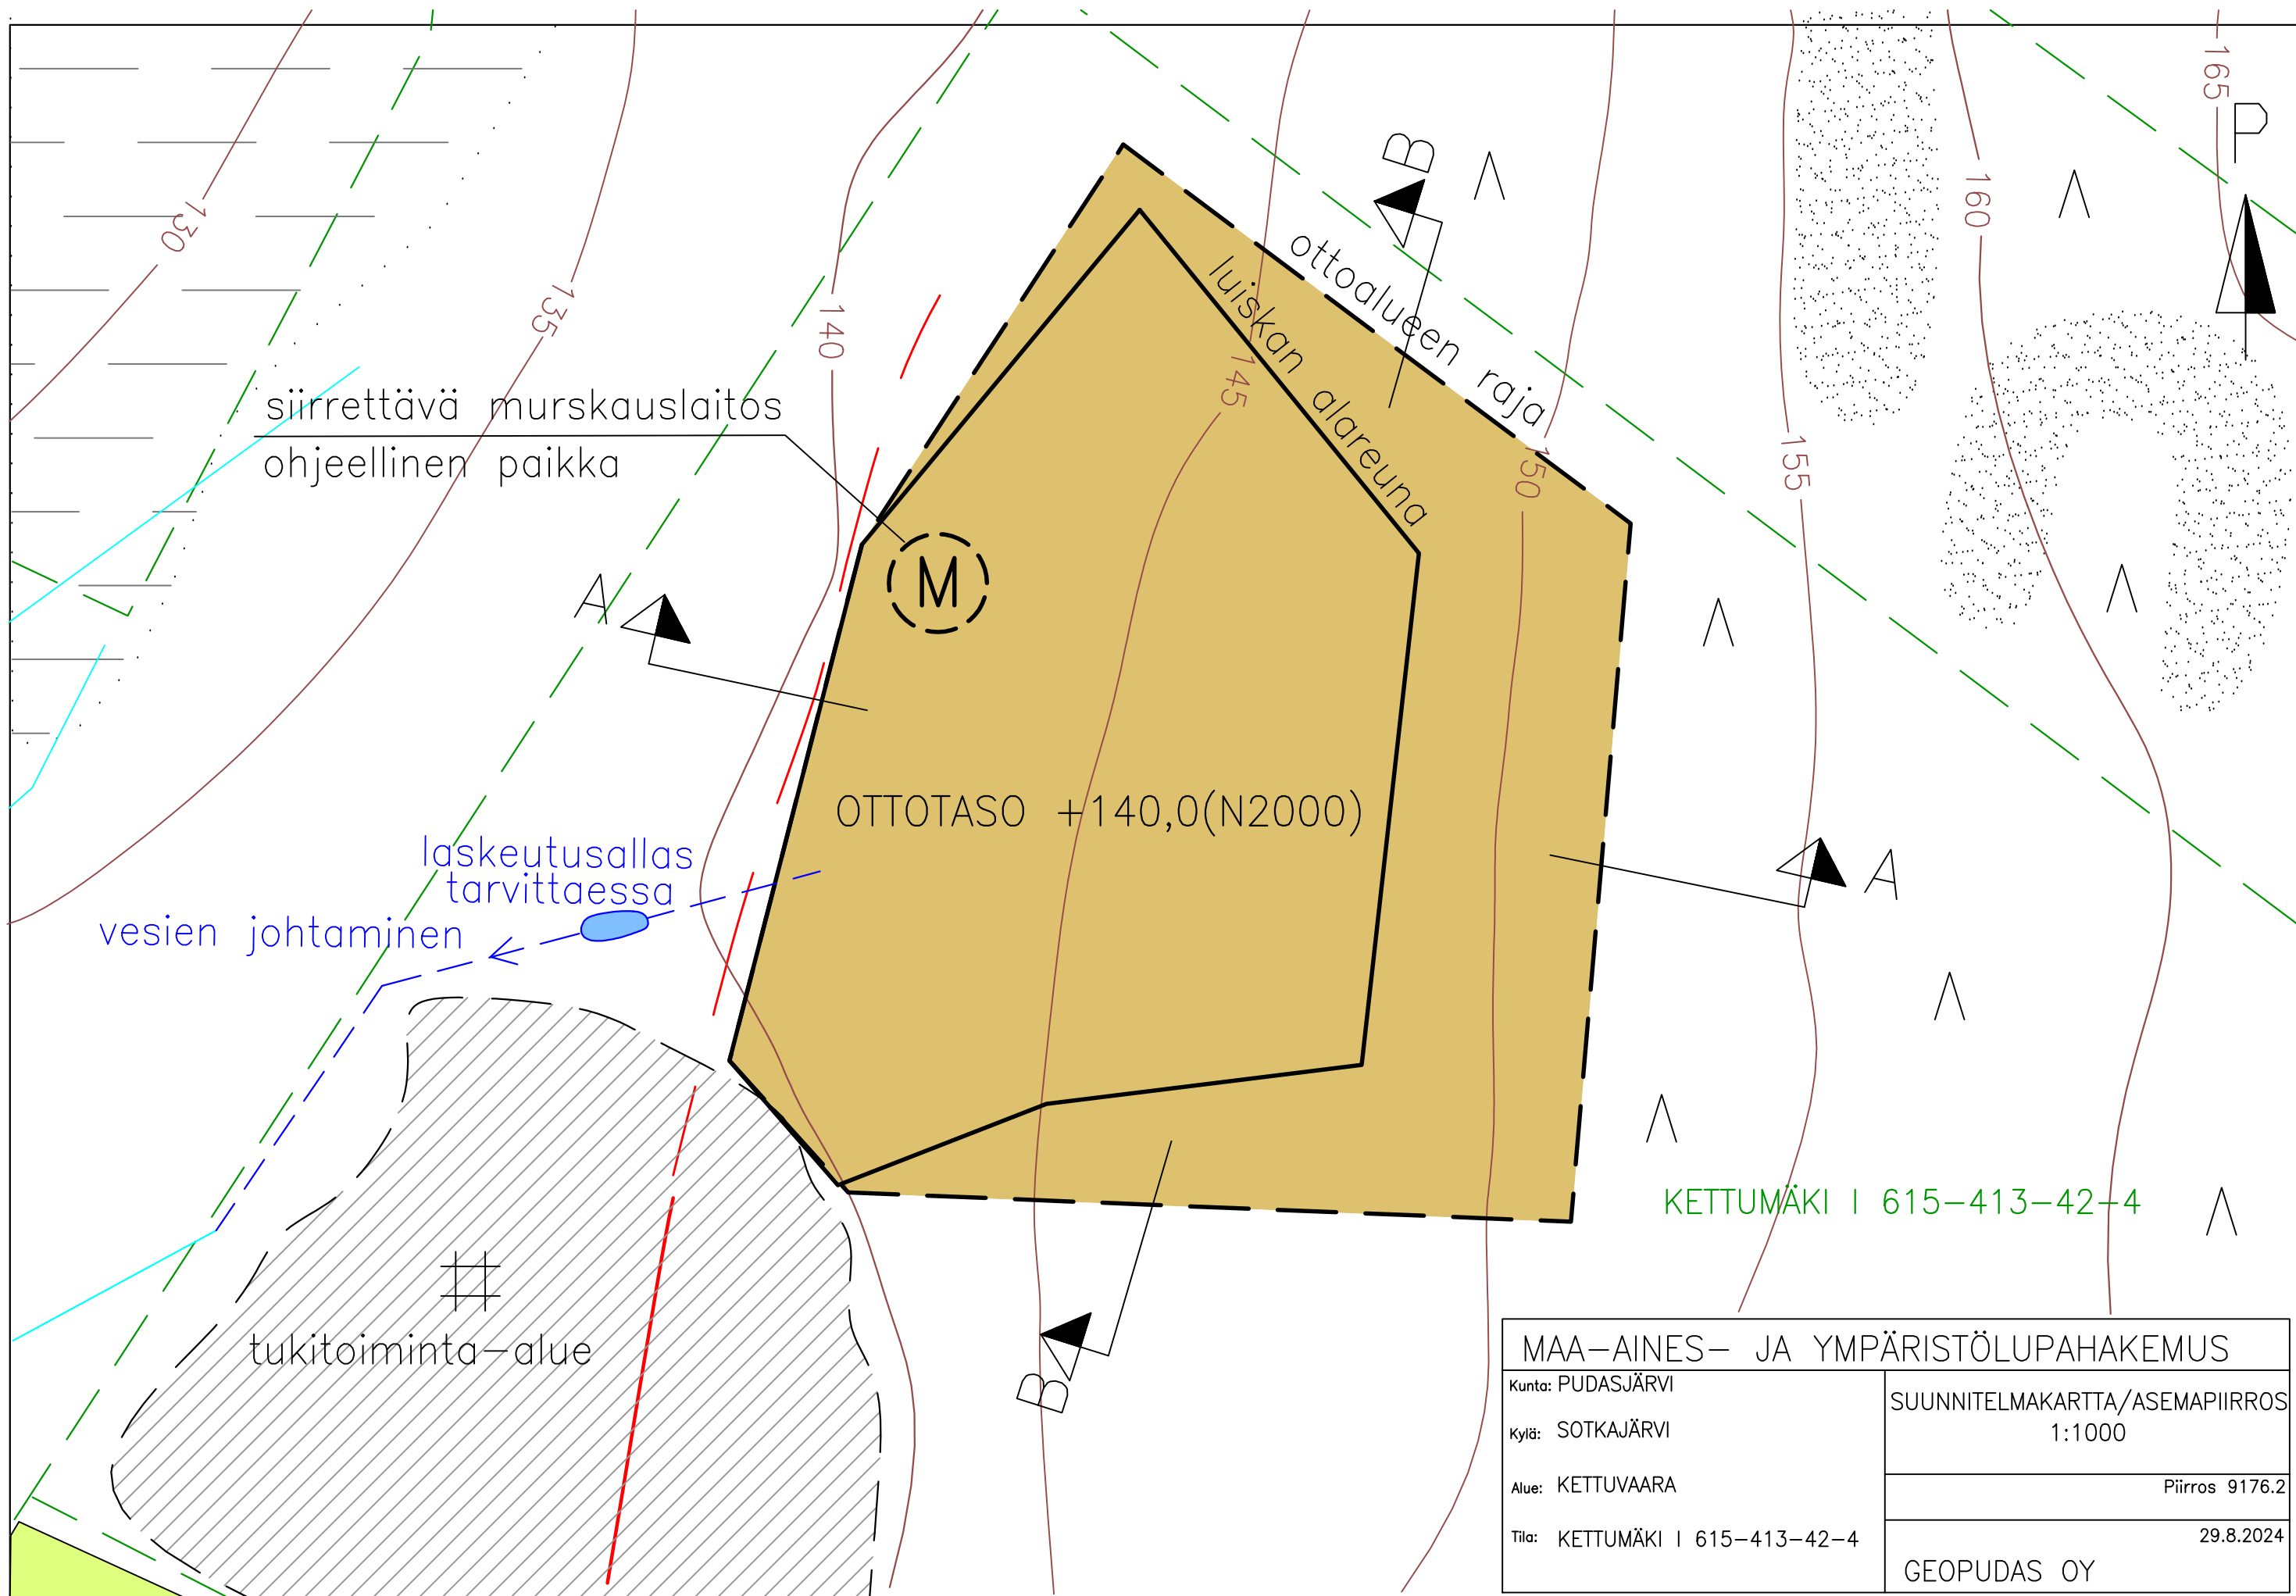 165
P
B
130
160
ottoalueen raja
luiskan alareuna
135
140
145
siirrettävä murskauslaitos
ohjeellinen paikka
150
155
M
A
OTTOTASO +140,0(N2000)
laskeutusallas
tarvittaessa
A
vesien johtaminen
KETTUMÄKI I 615-413-42-4
tukitoiminta-alue
B
MAA-AINES- JA YMPÄRISTÖLUPAHAKEMUS
Kunta: PUDASJÄRVI
Kylä: SOTKAJÄRVI
Alue: KETTUVAARA
Tila: KETTUMÄKI I 615-413-42-4
SUUNNITELMAKARTTA/ASEMAPIIRROS
1:1000
Piirros 9176.2
29.8.2024
GEOPUDAS OY